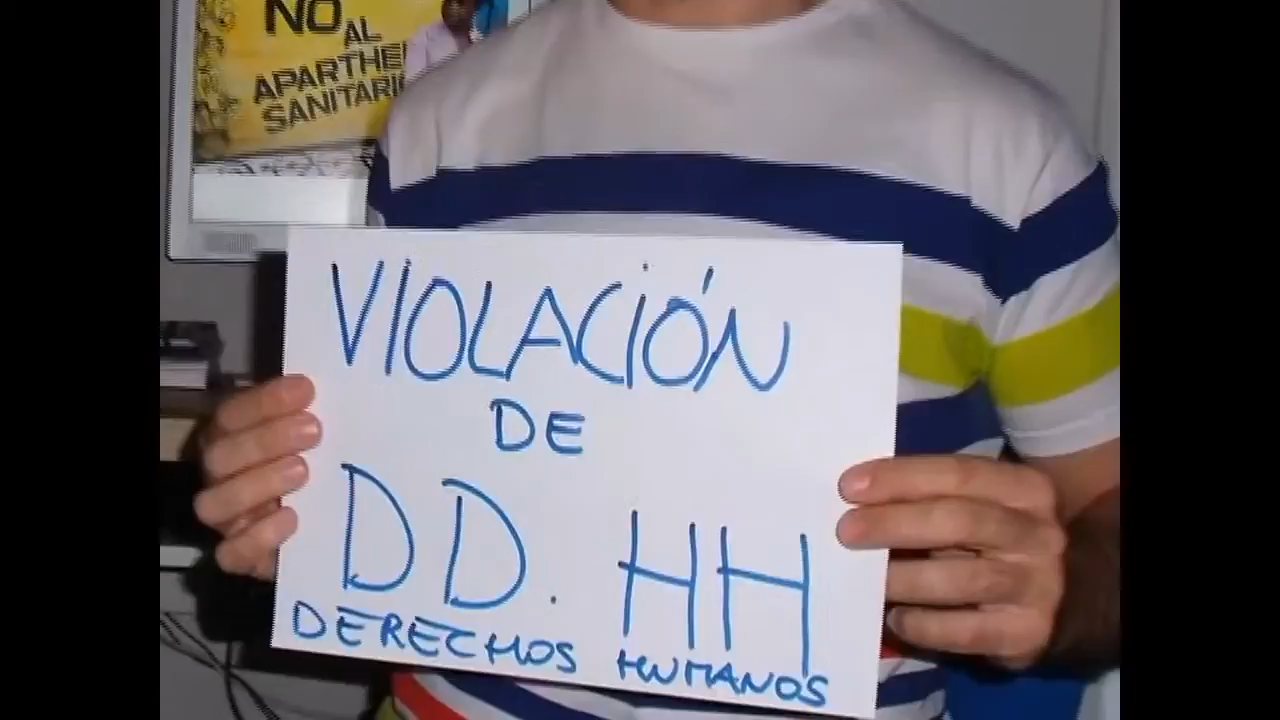 NO AL
APARTHEI
SANITARI
VIOLACIÓN
DE
DD. HH
DERECHOS HUMANOS